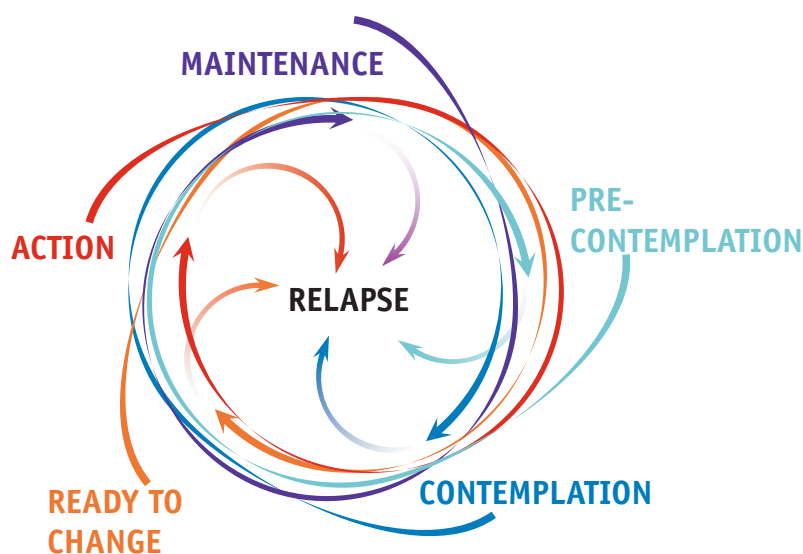 MAINTENANCE
PRE-
CONTEMPLATION
ACTION
RELAPSE
CONTEMPLATION
READY TO
CHANGE